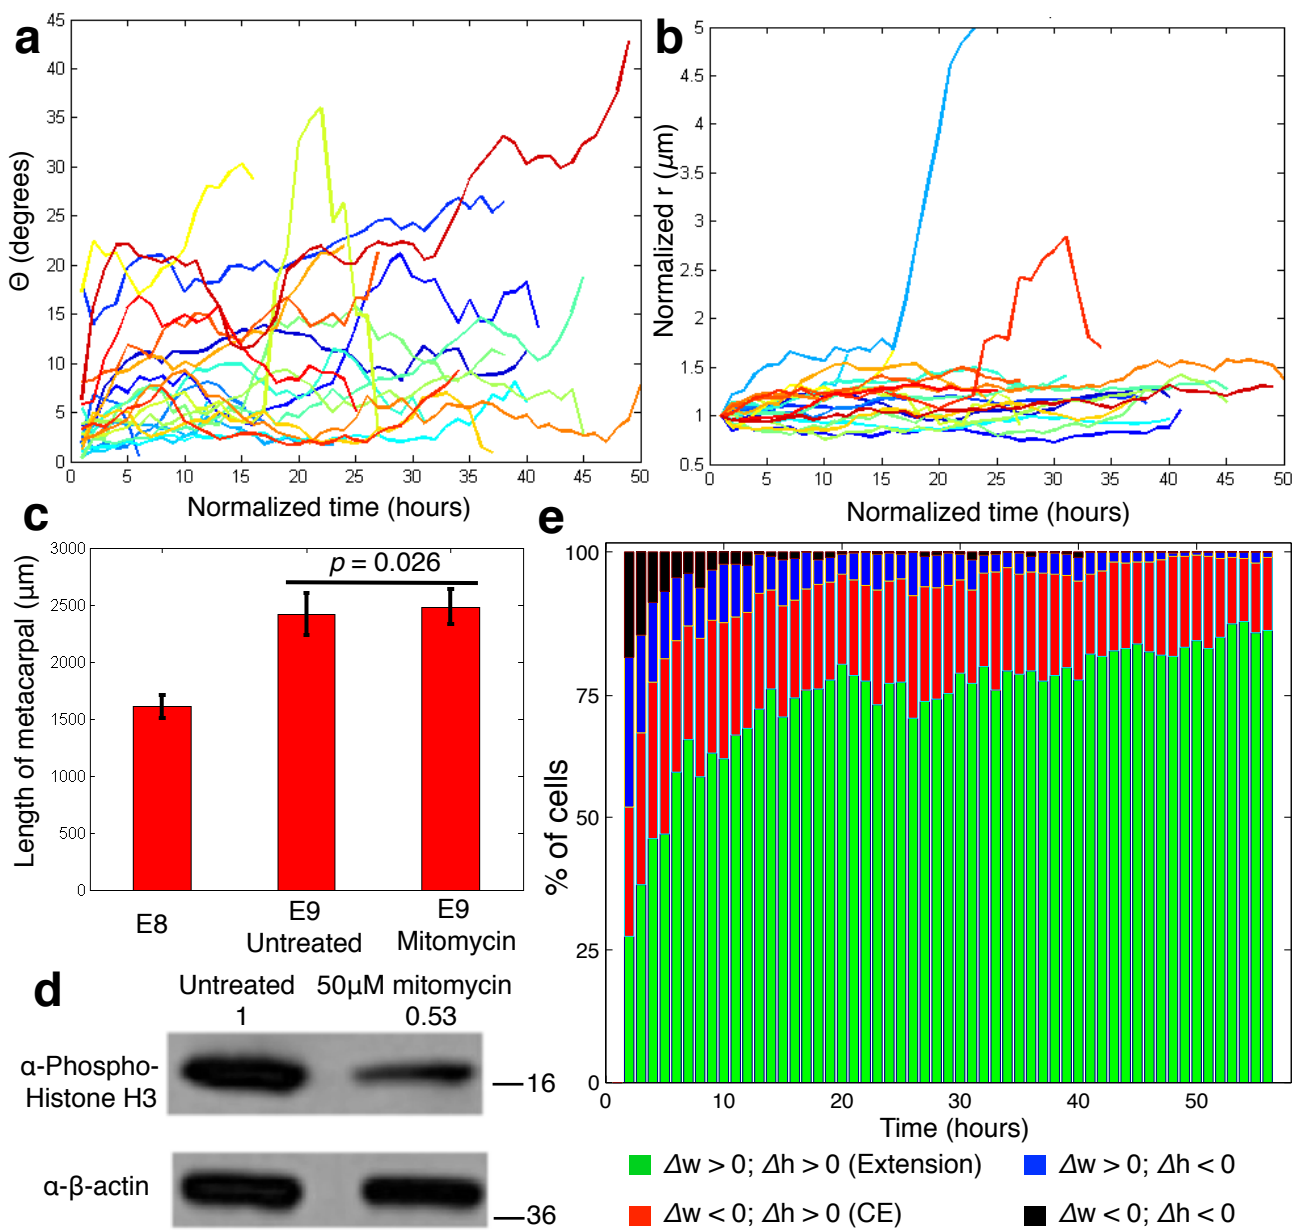 a
45
40
35
30
25
20
15
10
5
0
Θ (degrees)
0 5 10 15 20 25 30 35 40 45 50
Normalized time (hours)
b
5
4.5
4
3.5
3
2.5
2
1.5
1
0.5
Normalized r (μm)
0 5 10 15 20 25 30 35 40 45 50
Normalized time (hours)
c
3000
2500
2000
1500
1000
500
0
Length of metacarpal (μm)
p = 0.026
E8
E9
Untreated
E9
Mitomycin
d
Untreated 50μM mitomycin
1 0.53
α-Phospho-
Histone H3
16
α-β-actin
36
e
100
75
50
25
0
% of cells
0 10 20 30 40 50
Time (hours)
Δw > 0; Δh > 0 (Extension)
Δw > 0; Δh < 0
Δw < 0; Δh > 0 (CE)
Δw < 0; Δh < 0